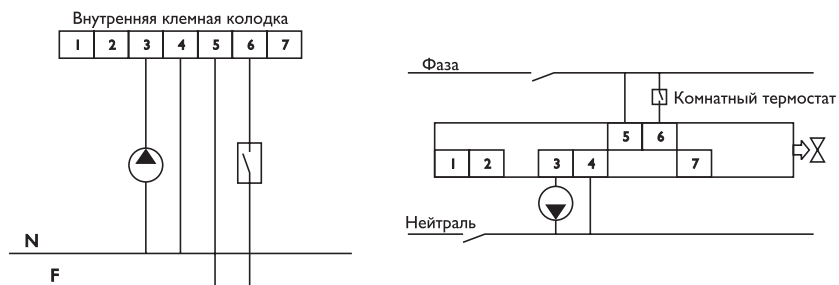 Внутренняя клемная колодка
1 2 3 4 5 6 7
N
F
Фаза
Комнатный термостат
5 6
1 2 3 4 7
Нейтраль